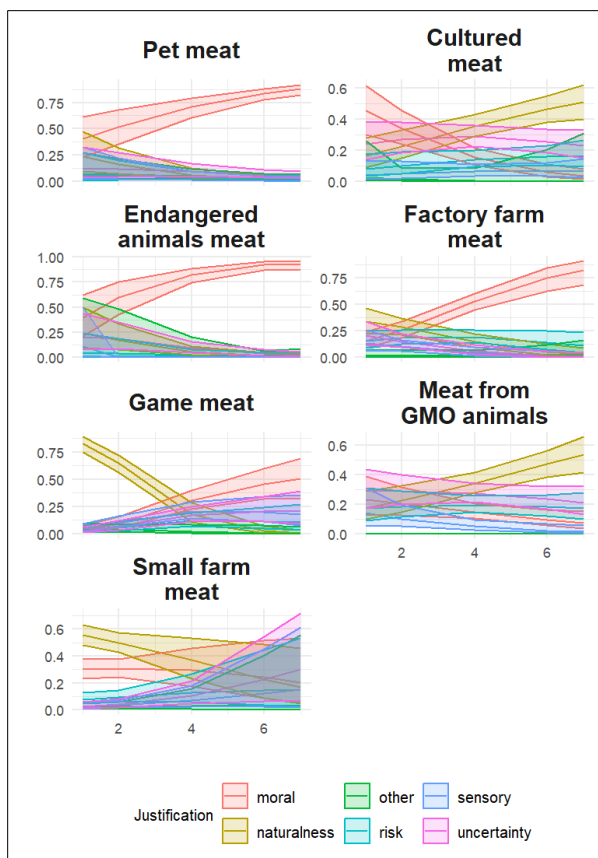 Pet meat
Cultured
meat
0.75
0.50
0.25
0.00
0.6
0.4
0.2
0.0
Endangered
animals meat
Factory farm
meat
1.00
0.75
0.50
0.25
0.00
0.75
0.50
0.25
0.00
Game meat
Meat from
GMO animals
0.75
0.50
0.25
0.00
0.6
0.4
0.2
0.0
2 4 6
Small farm
meat
0.6
0.4
0.2
0.0
2 4 6
Justification
moral
other
sensory
naturalness
risk
uncertainty